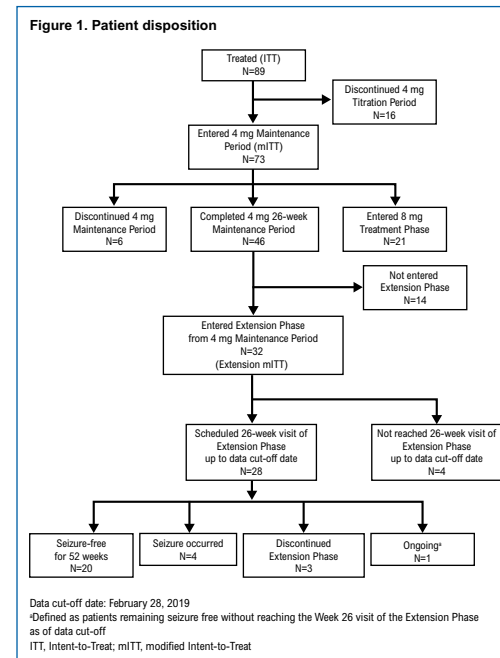 Figure 1. Patient disposition
Treated (ITT)
N=89
Discontinued 4 mg
Titration Period
N=16
Entered 4 mg Maintenance
Period (mITT)
N=73
Discontinued 4 mg
Maintenance Period
N=6
Completed 4 mg 26-week
Maintenance Period
N=46
Entered 8 mg
Treatment Phase
N=21
Not entered
Extension Phase
N=14
Entered Extension Phase
from 4 mg Maintenance Period
N=32
(Extension mITT)
Scheduled 26-week visit of
Extension Phase
up to data cut-off date
N=28
Not reached 26-week visit of
Extension Phase
up to data cut-off date
N=4
Seizure-free
for 52 weeks
N=20
Seizure occurred
N=4
Discontinued
Extension Phase
N=3
Ongoingᵃ
N=1
Data cut-off date: February 28, 2019
ᵃDefined as patients remaining seizure free without reaching the Week 26 visit of the Extension Phase
as of data cut-off
ITT, Intent-to-Treat; mITT, modified Intent-to-Treat